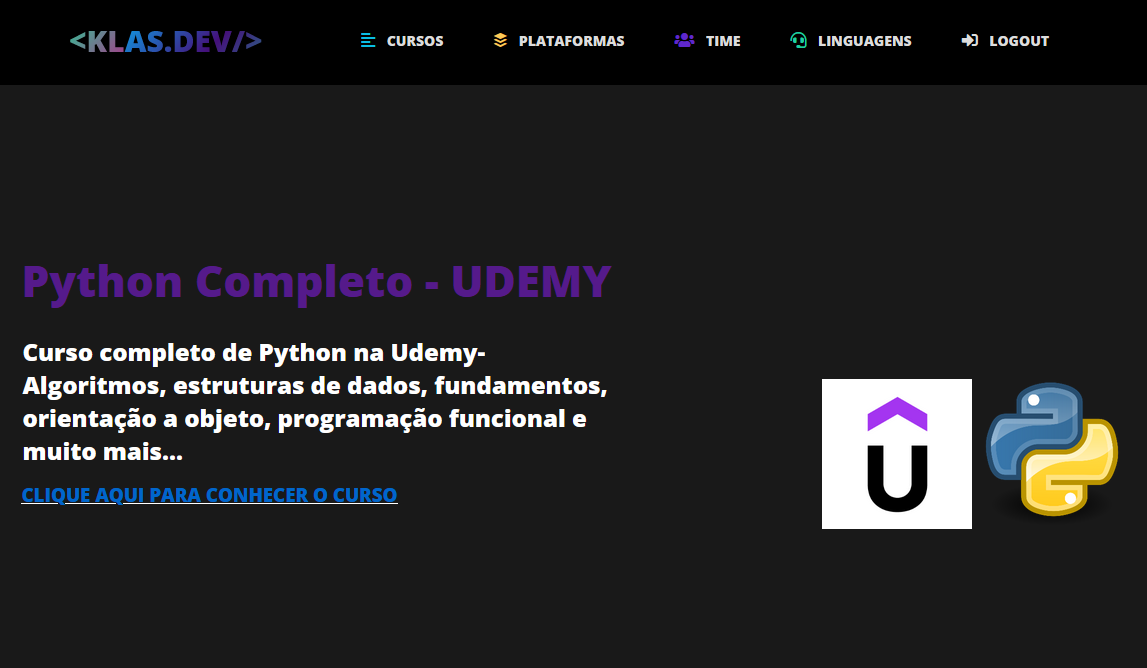 <KLAS.DEV/>
CURSOS
PLATAFORMAS
TIME
LINGUAGENS
LOGOUT
Python Completo - UDEMY
Curso completo de Python na Udemy-
Algoritmos, estruturas de dados, fundamentos,
orientação a objeto, programação funcional e
muito mais...
CLIQUE AQUI PARA CONHECER O CURSO